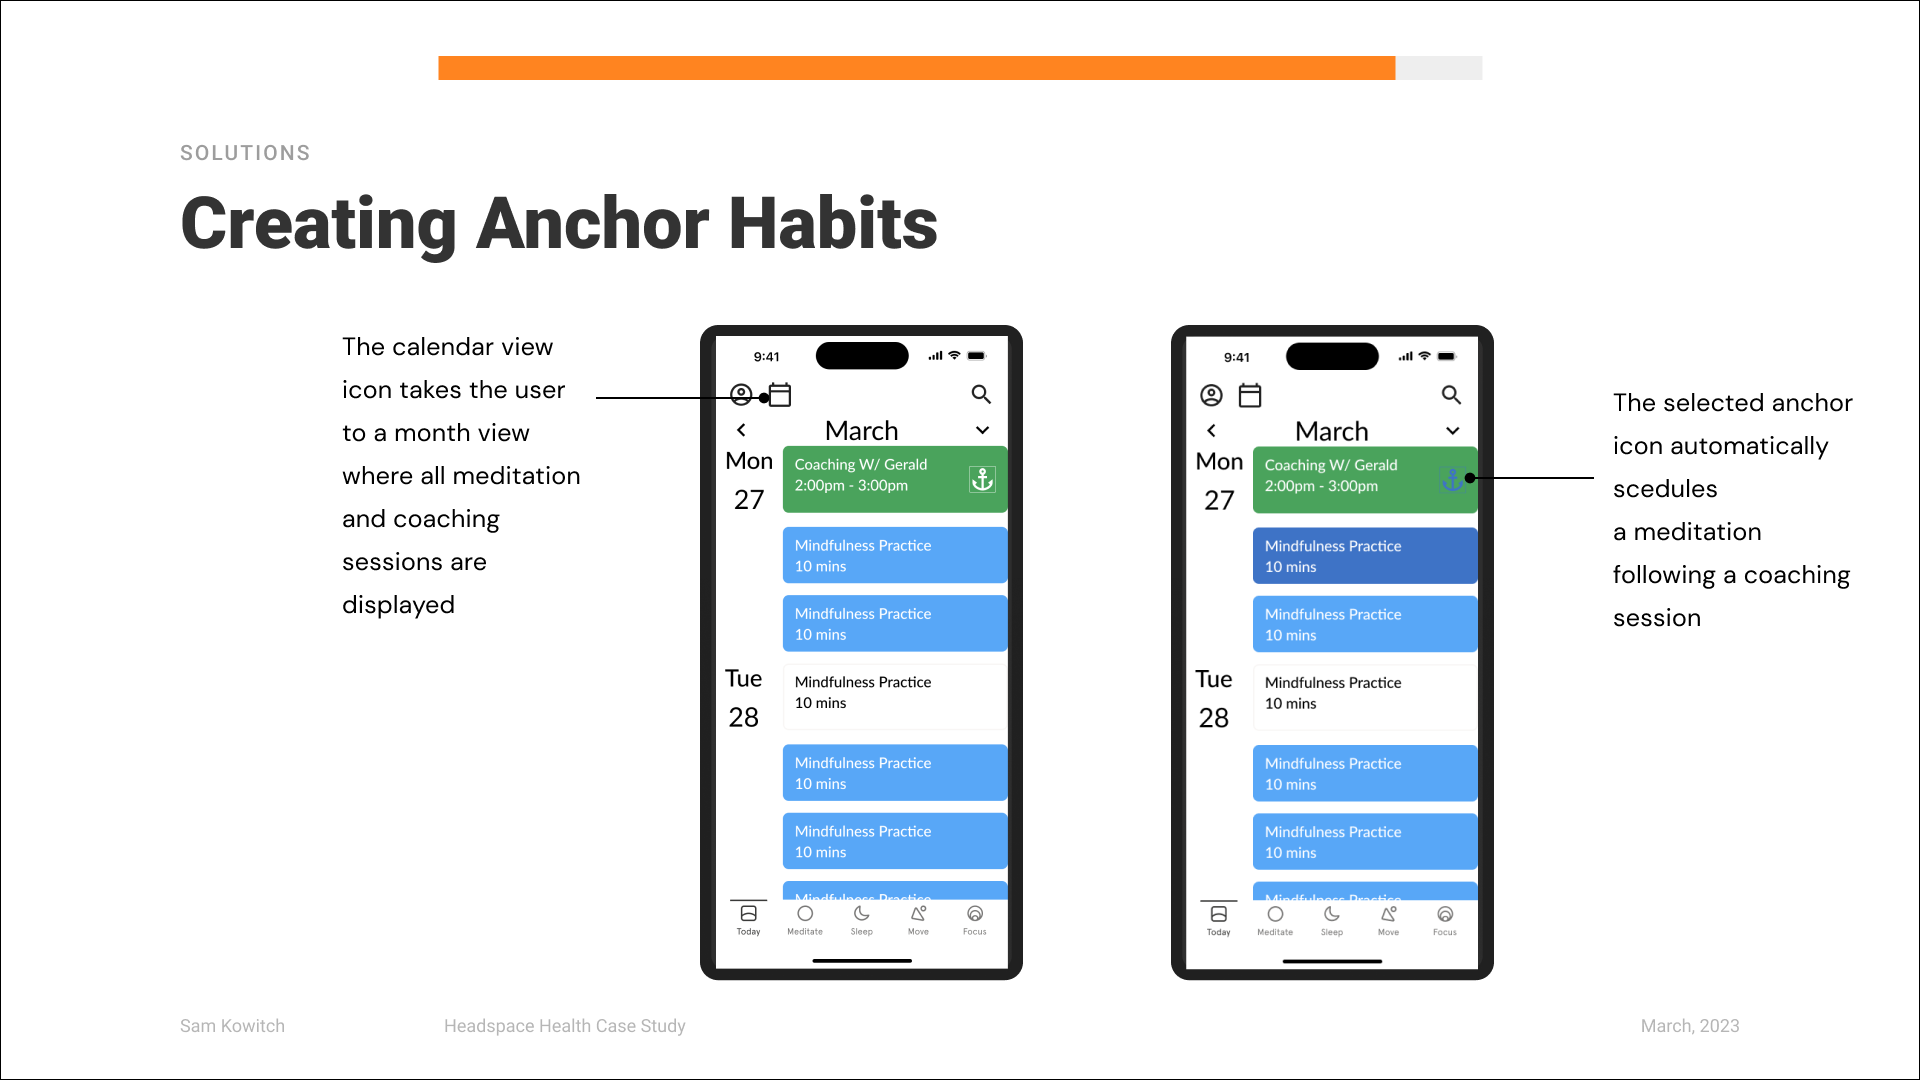 SOLUTIONS
Creating Anchor Habits
The calendar view
icon takes the user
to a month view
where all meditation
and coaching
sessions are
displayed
9:41
March
Mon
27
Coaching W/ Gerald
2:00pm - 3:00pm
Mindfulness Practice
10 mins
Mindfulness Practice
10 mins
Tue
28
Mindfulness Practice
10 mins
Mindfulness Practice
10 mins
Mindfulness Practice
10 mins
Mindfulness Practice
Today Meditate Sleep Move Focus
9:41
March
Mon
27
Coaching W/ Gerald
2:00pm - 3:00pm
Mindfulness Practice
10 mins
Mindfulness Practice
10 mins
Tue
28
Mindfulness Practice
10 mins
Mindfulness Practice
10 mins
Mindfulness Practice
10 mins
Mindfulness Practice
Today Meditate Sleep Move Focus
The selected anchor
icon automatically
scedules
a meditation
following a coaching
session
Sam Kowitch
Headspace Health Case Study
March, 2023